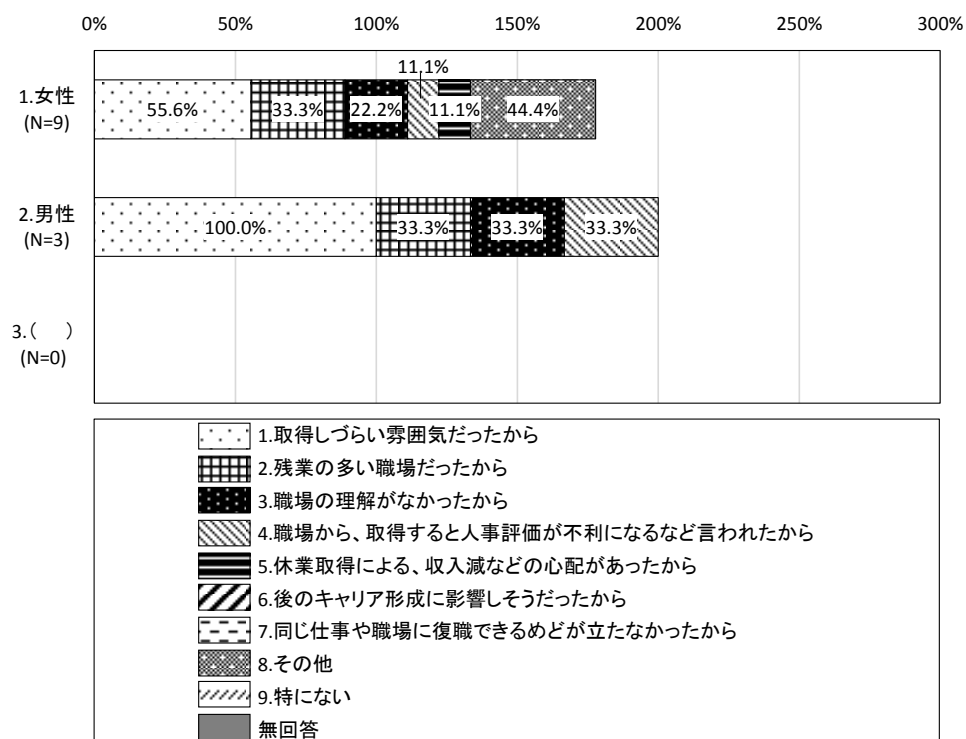 0% 50% 100% 150% 200% 250% 300%
11.1%
1.女性
(N=9)
55.6% 33.3% 22.2% 11.1% 44.4%
2.男性
(N=3)
100.0% 33.3% 33.3% 33.3%
3.(　)
(N=0)
1.取得しづらい雰囲気だったから
2.残業の多い職場だったから
3.職場の理解がなかったから
4.職場から、取得すると人事評価が不利になるなど言われたから
5.休業取得による、収入減などの心配があったから
6.後のキャリア形成に影響しそうだったから
7.同じ仕事や職場に復職できるめどが立たなかったから
8.その他
9.特にない
無回答